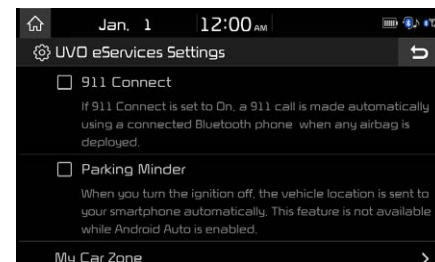 Jan. 1 12:00 AM
UVO eServices Settings
911 Connect
If 911 Connect is set to On, a 911 call is made automatically
using a connected Bluetooth phone when any airbag is
deployed.
Parking Minder
When you turn the ignition off, the vehicle location is sent to
your smartphone automatically. This feature is not available
while Android Auto is enabled.
My Car Zone